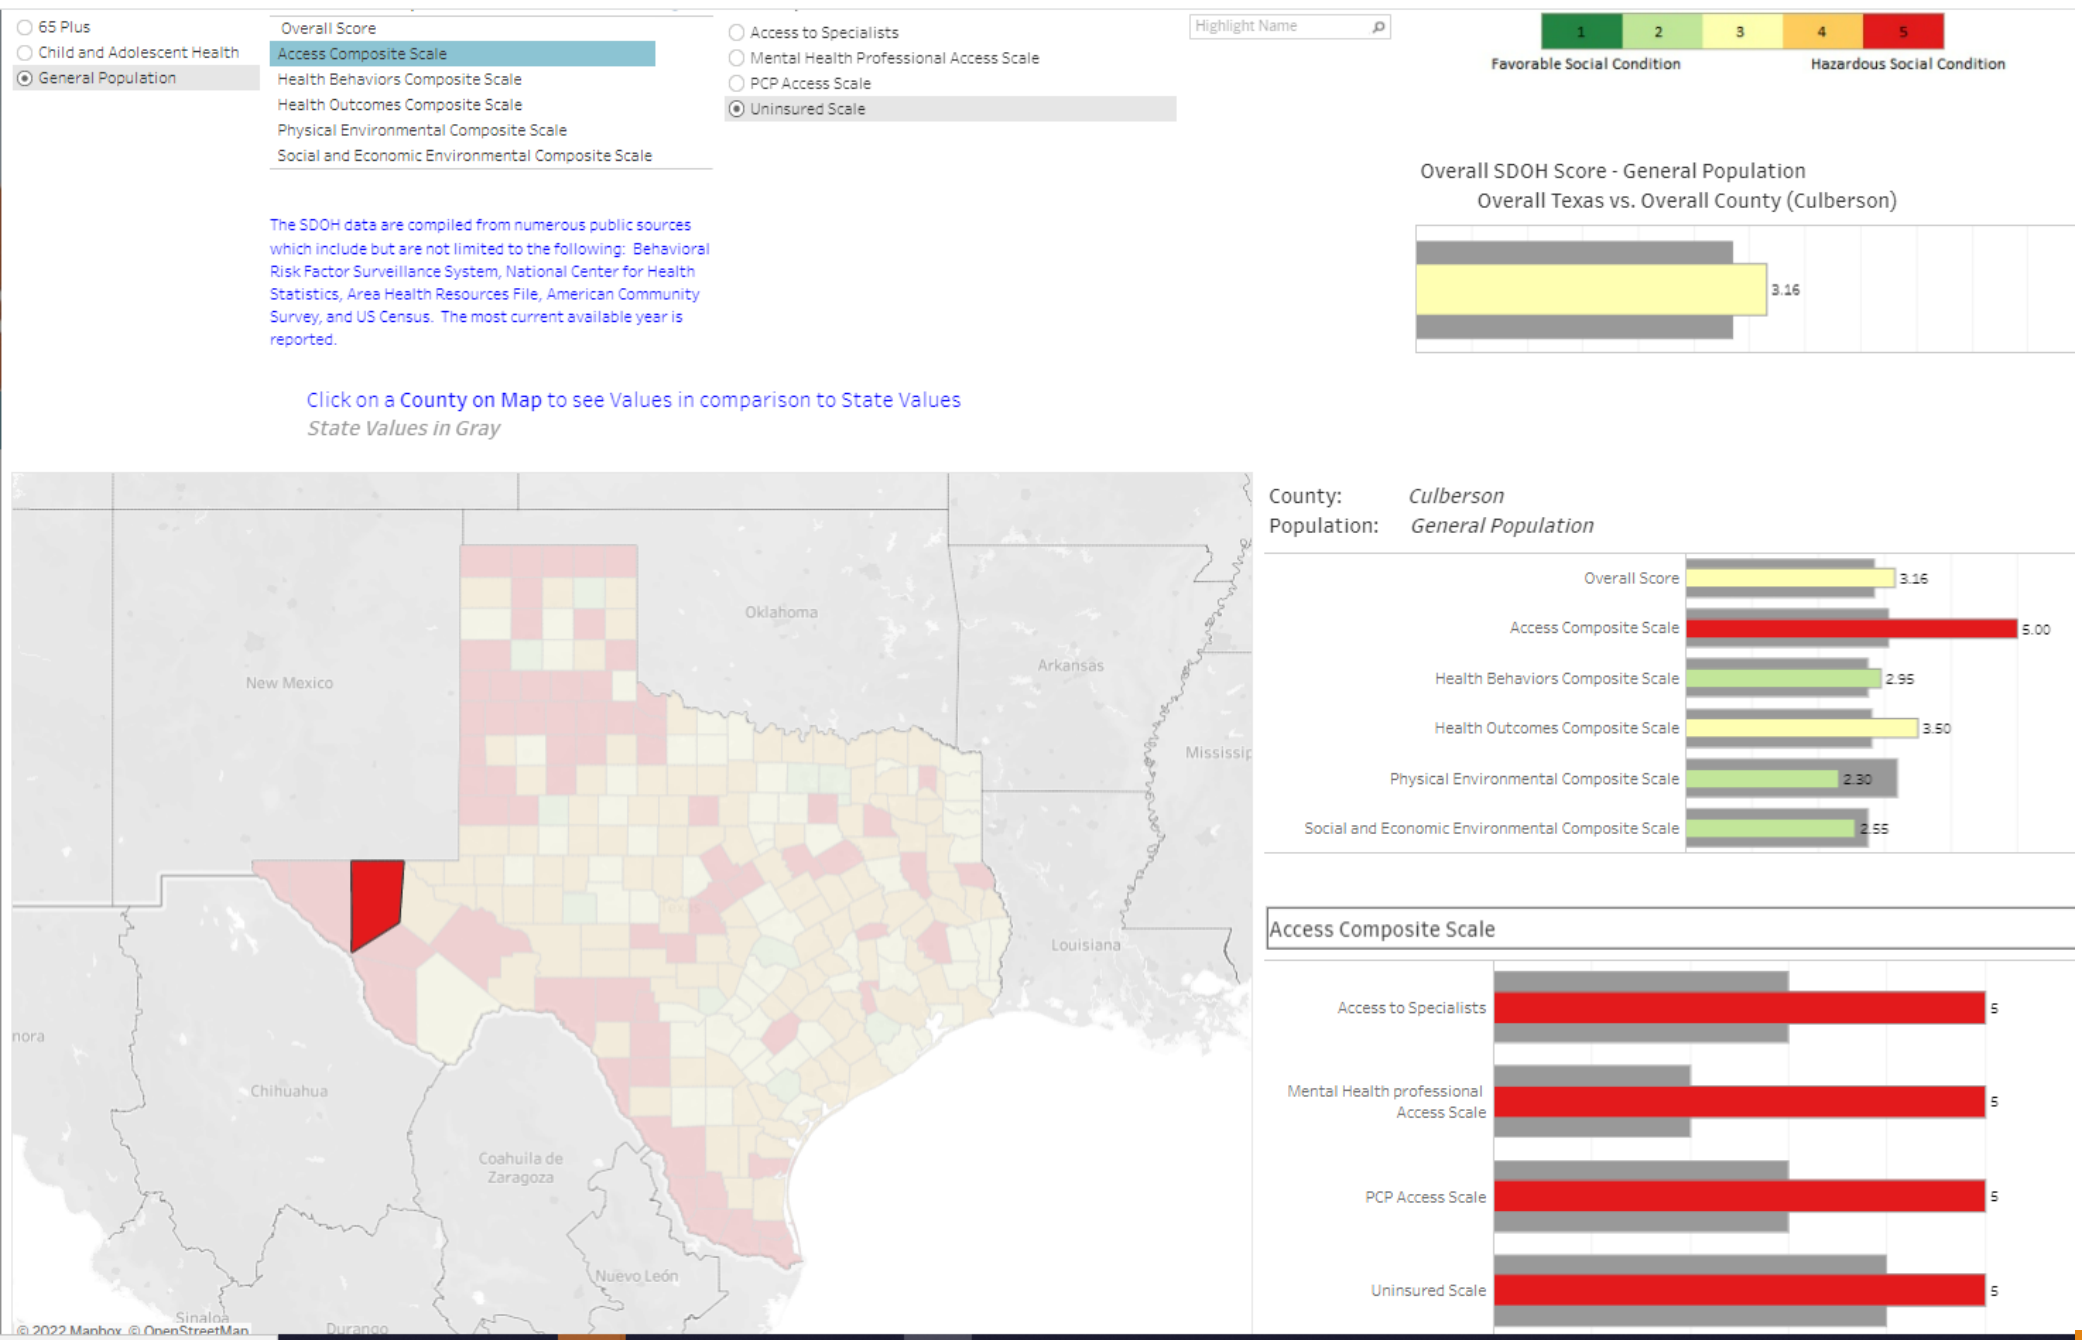 65 Plus
Child and Adolescent Health
General Population
Overall Score
Access Composite Scale
Health Behaviors Composite Scale
Health Outcomes Composite Scale
Physical Environmental Composite Scale
Social and Economic Environmental Composite Scale
Access to Specialists
Mental Health Professional Access Scale
PCP Access Scale
Uninsured Scale
Highlight Name
1 2 3 4 5
Favorable Social Condition Hazardous Social Condition
The SDOH data are compiled from numerous public sources
which include but are not limited to the following: Behavioral
Risk Factor Surveillance System, National Center for Health
Statistics, Area Health Resources File, American Community
Survey, and US Census. The most current available year is
reported.
Overall SDOH Score - General Population
Overall Texas vs. Overall County (Culberson)
3.16
Click on a County on Map to see Values in comparison to State Values
State Values in Gray
Oklahoma
Arkansas
New Mexico
Mississip
Texas
Louisiana
nora
Chihuahua
Coahuila de
Zaragoza
Nuevo León
Sinaloa
Durango
© 2022 Mapbox © OpenStreetMap
County: Culberson
Population: General Population
Overall Score 3.16
Access Composite Scale 5.00
Health Behaviors Composite Scale 2.95
Health Outcomes Composite Scale 3.50
Physical Environmental Composite Scale 2.30
Social and Economic Environmental Composite Scale 2.55
Access Composite Scale
Access to Specialists 5
Mental Health professional
Access Scale 5
PCP Access Scale 5
Uninsured Scale 5